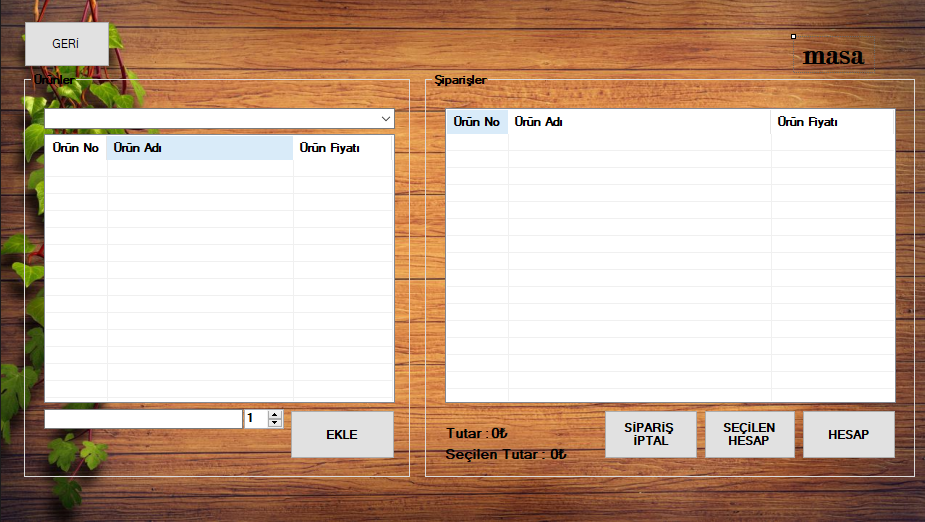 GERİ
masa
Ürünler
Siparişler
Ürün No Ürün Adı Ürün Fiyatı
Ürün No Ürün Adı Ürün Fiyatı
1
EKLE
Tutar : 0₺
Seçilen Tutar : 0₺
SİPARİŞ
İPTAL
SEÇİLEN
HESAP
HESAP